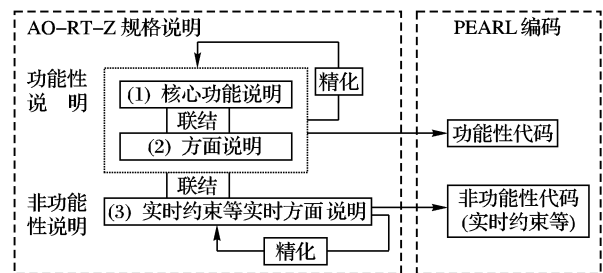 AO-RT-Z 规格说明
PEARL 编码
功能性
说 明
精化
(1) 核心功能说明
联结
(2) 方面说明
功能性代码
联结
非功能
性说明
(3) 实时约束等实时方面 说明
非功能性代码
(实时约束等)
精化